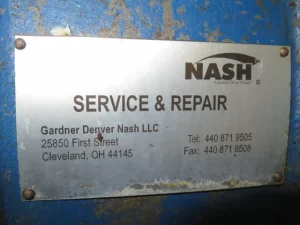 NASH
SERVICE & REPAIR
Gardner Denver Nash LLC
25850 First Street
Cleveland, OH 44145
Tel: 440 871 9505
Fax: 440 871 9508